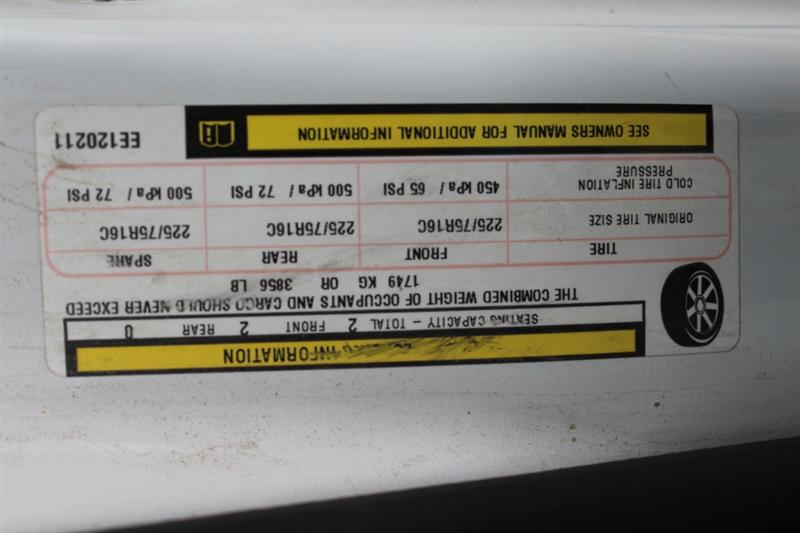 INFORMATION
SEATING CAPACITY - TOTAL 2 FRONT 2 REAR 0
THE COMBINED WEIGHT OF OCCUPANTS AND CARGO SHOULD NEVER EXCEED
1749 KG OR 3856 LB
TIRE FRONT REAR SPARE
ORIGINAL TIRE SIZE 225/75R16C 225/75R16C 225/75R16C
COLD TIRE INFLATION PRESSURE 450 kPa / 65 PSI 500 kPa / 72 PSI 500 kPa / 72 PSI
SEE OWNERS MANUAL FOR ADDITIONAL INFORMATION
EE120211